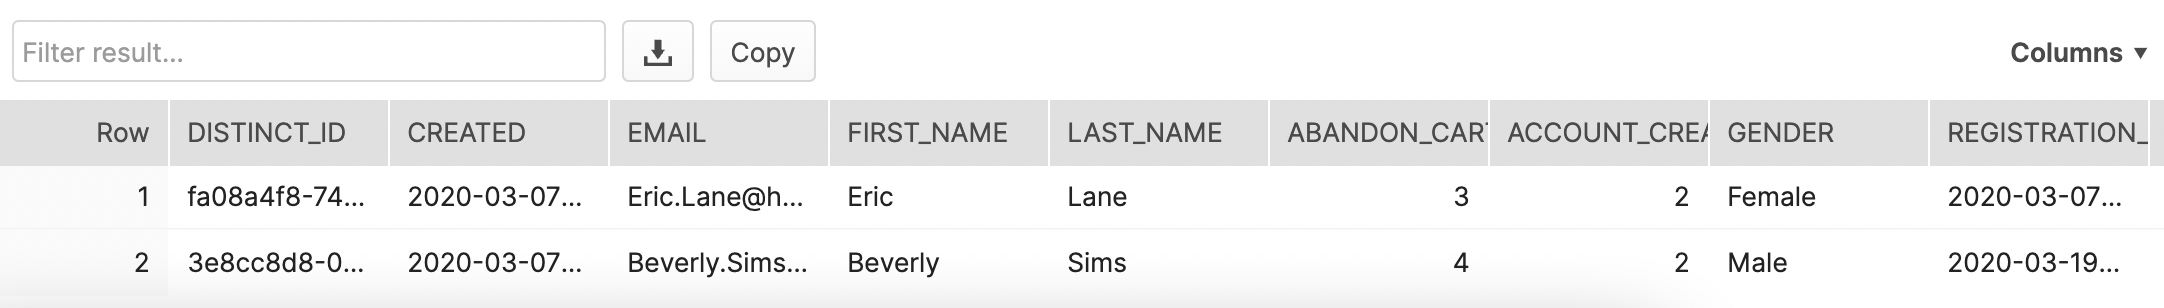 Filter result... Copy Columns ▼
Row DISTINCT_ID CREATED EMAIL FIRST_NAME LAST_NAME ABANDON_CART ACCOUNT_CREA GENDER REGISTRATION_
1 fa08a4f8-74... 2020-03-07... Eric.Lane@h... Eric Lane 3 2 Female 2020-03-07...
2 3e8cc8d8-0... 2020-03-07... Beverly.Sims... Beverly Sims 4 2 Male 2020-03-19...